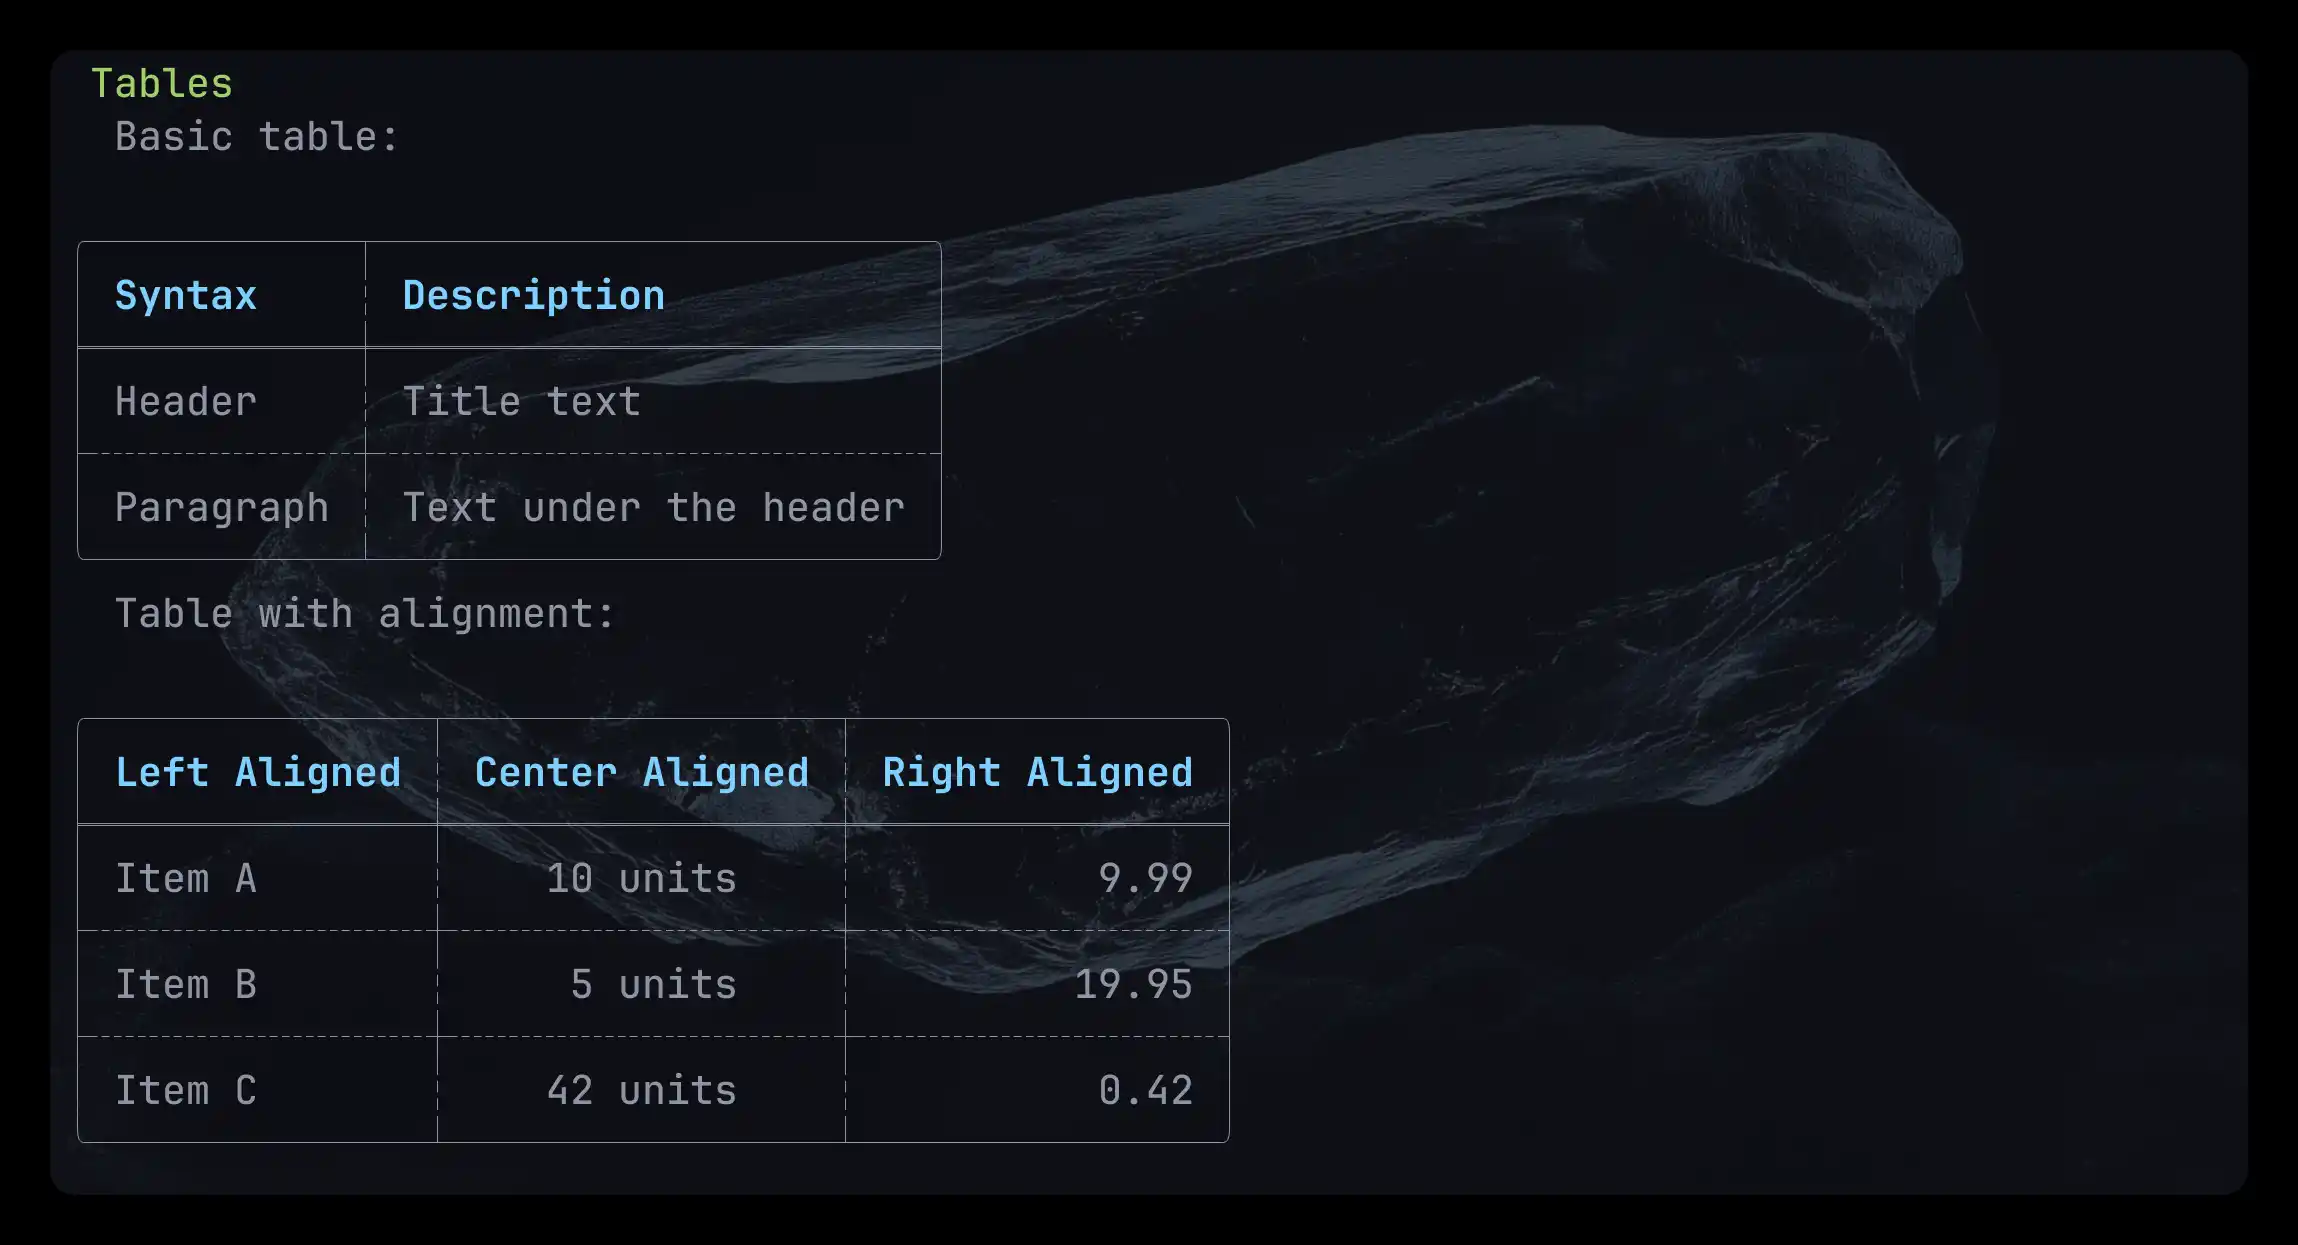 Tables
Basic table:
Syntax Description
Header Title text
Paragraph Text under the header
Table with alignment:
Left Aligned Center Aligned Right Aligned
Item A 10 units 9.99
Item B 5 units 19.95
Item C 42 units 0.42